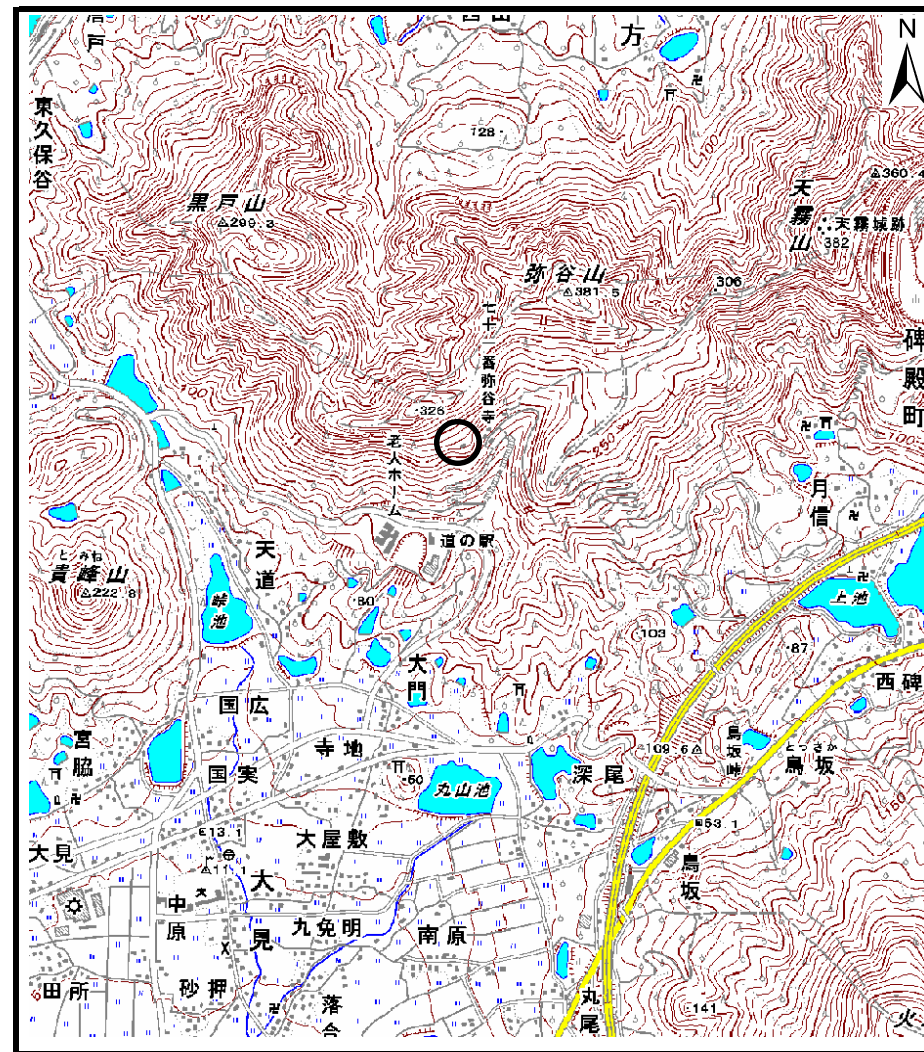 方
N
東久保谷
128
天霧山
360.4
黒戸山
天霧城跡
382
弥谷山
381.5
306
七十一番弥谷寺
碑殿町
100
326
老人ホーム
250
100
月信
道の駅
天道
とみね
貴峰山
222.8
峠池
上池
80
103
87
大門
西碑
国広
宮脇
寺地
鳥坂峠
とっさか
鳥坂
109.6
国実
60
丸山池
深尾
13.1
53.1
大見
大屋敷
鳥坂
11.1
中原
大見
九免明
南原
田所
砂押
落合
丸尾
141
火